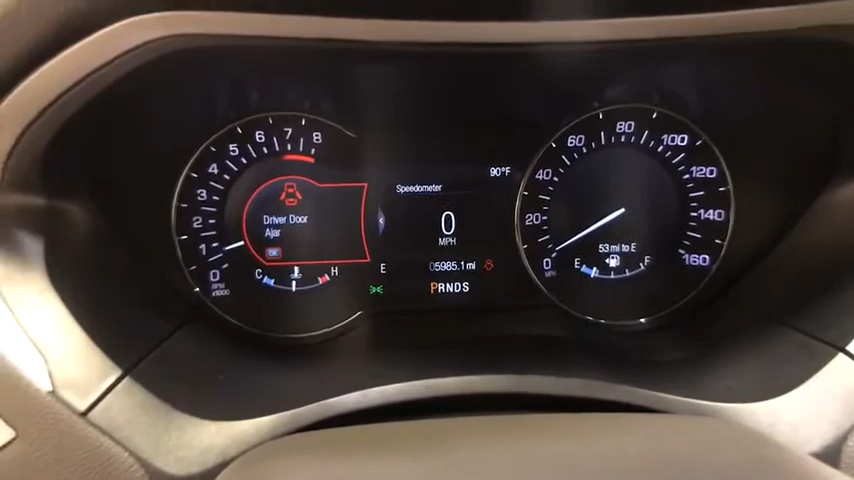 0
1
2
3
4
5
6
7
8
RPM
x1000
Driver Door
Ajar
OK
C
H
Speedometer
90°F
0
MPH
E
05985.1 mi
PRNDS
0
20
40
60
80
100
120
140
160
MPH
53 mi to E
E
F